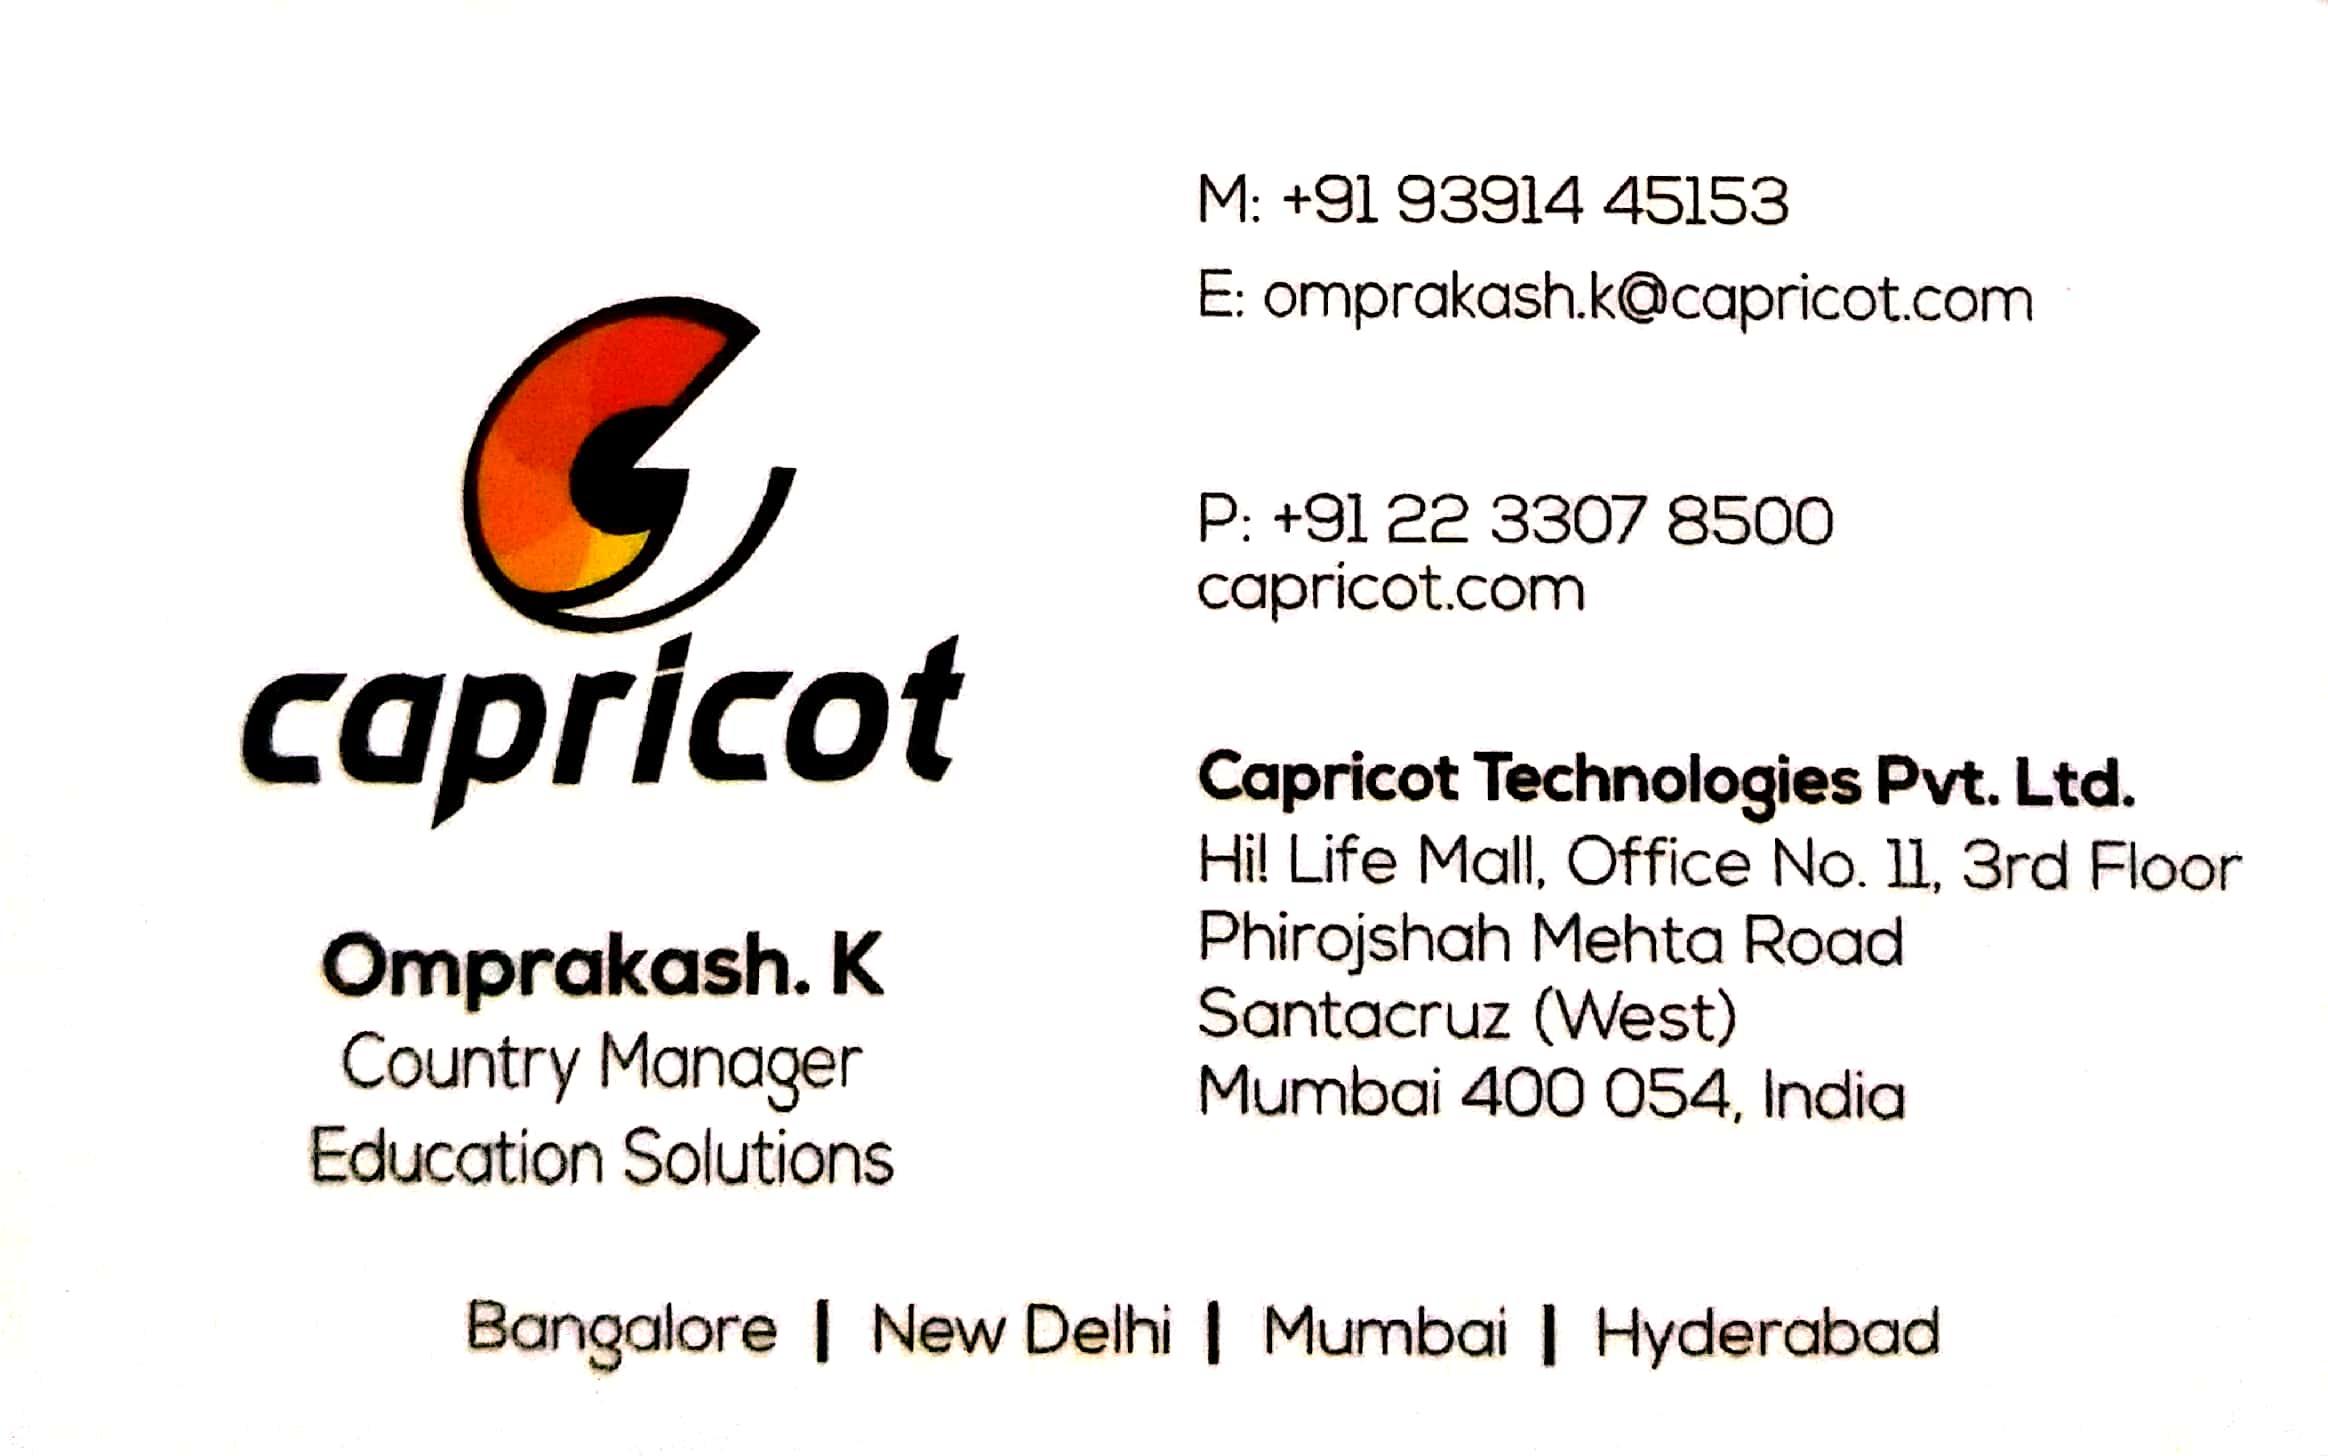 capricot
Omprakash. K
Country Manager
Education Solutions
M: +91 93914 45153
E: omprakash.k@capricot.com
P: +91 22 3307 8500
capricot.com
Capricot Technologies Pvt. Ltd.
Hi! Life Mall, Office No. 11, 3rd Floor
Phirojshah Mehta Road
Santacruz (West)
Mumbai 400 054, India
Bangalore | New Delhi | Mumbai | Hyderabad